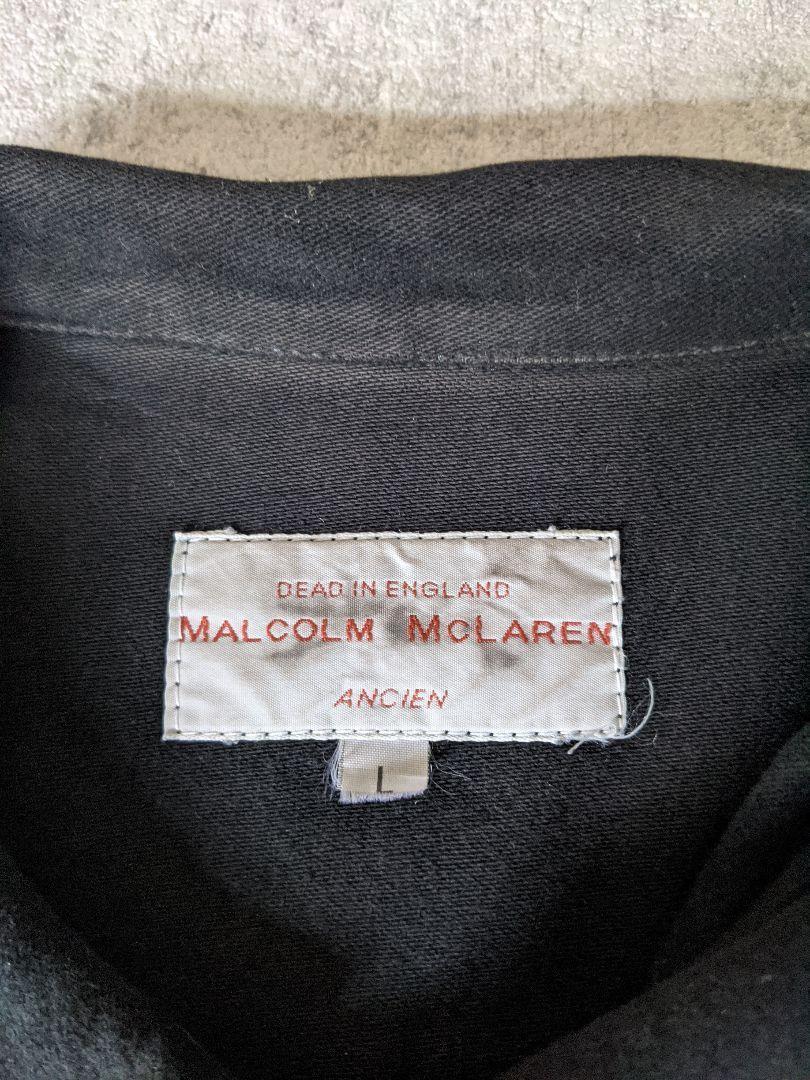 DEAD IN ENGLAND
MALCOLM MCLAREN
ANCIEN
L